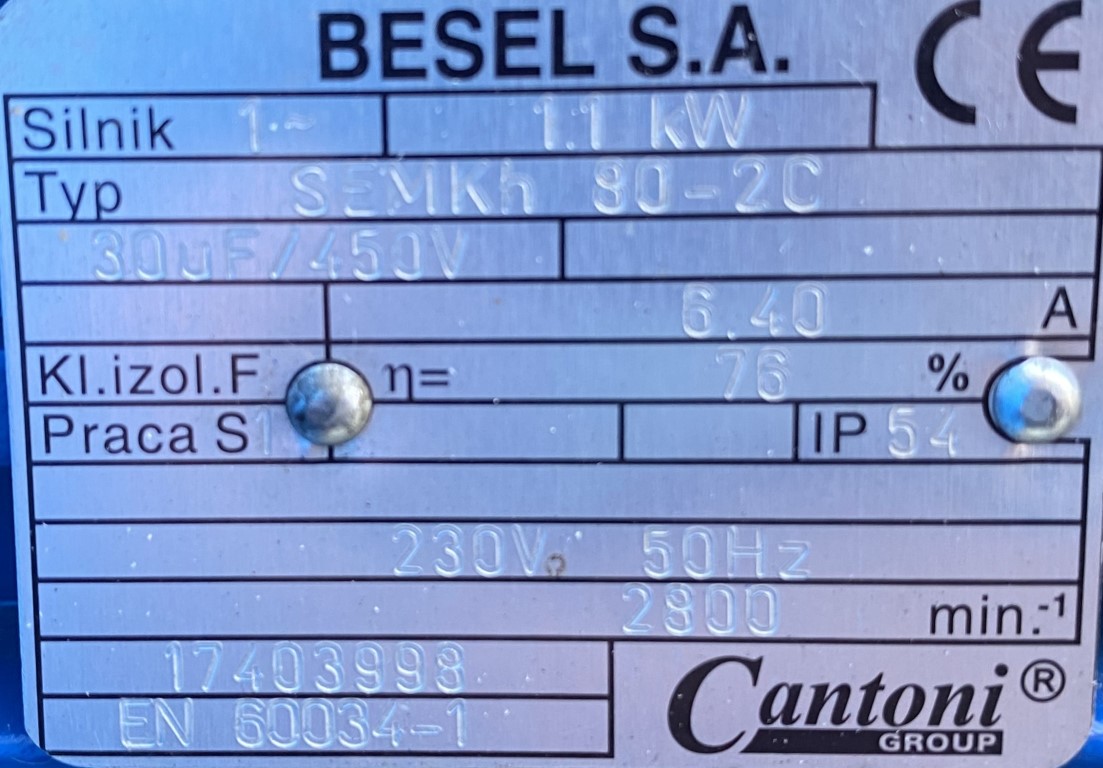 BESEL S.A. CE
Silnik 1~ 1.1 kW
Typ SEMKh 80-2C
30uF/450V
6.40 A
Kl.izol.F η= 76 %
Praca S1 IP 54
230V 50Hz
2800 min.-1
17403998
EN 60034-1
Cantoni®
GROUP